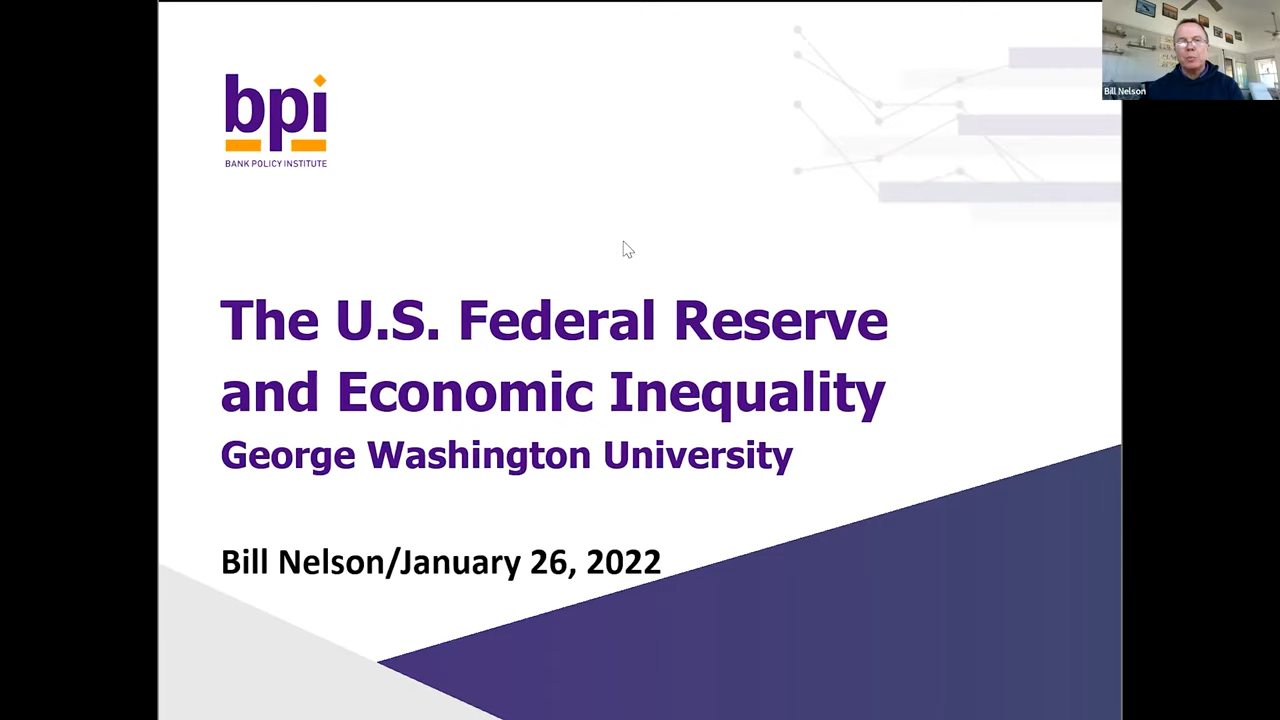 bpi
BANK POLICY INSTITUTE
Bill Nelson
The U.S. Federal Reserve
and Economic Inequality
George Washington University
Bill Nelson/January 26, 2022